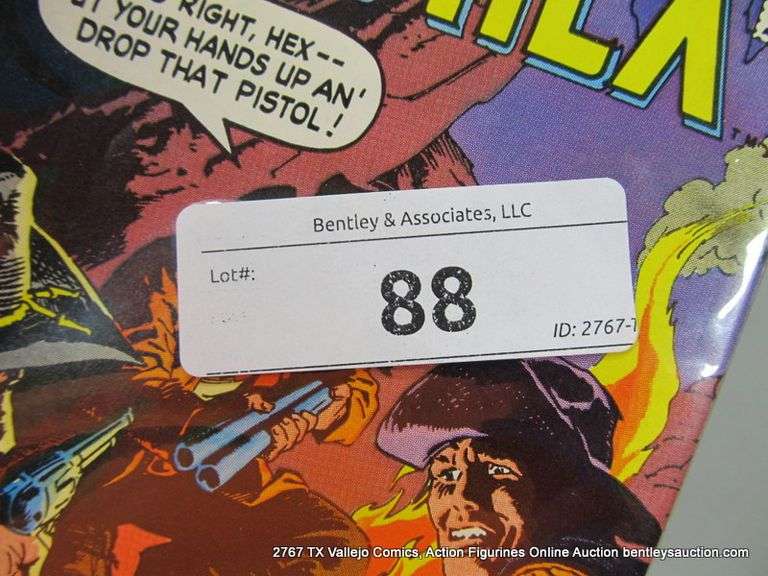 RIGHT, HEX--
YOUR HANDS UP AN'
DROP THAT PISTOL!
HEX
Bentley & Associates, LLC
Lot#:
88
ID: 2767-T
2767 TX Vallejo Comics, Action Figurines Online Auction bentleysauction.com